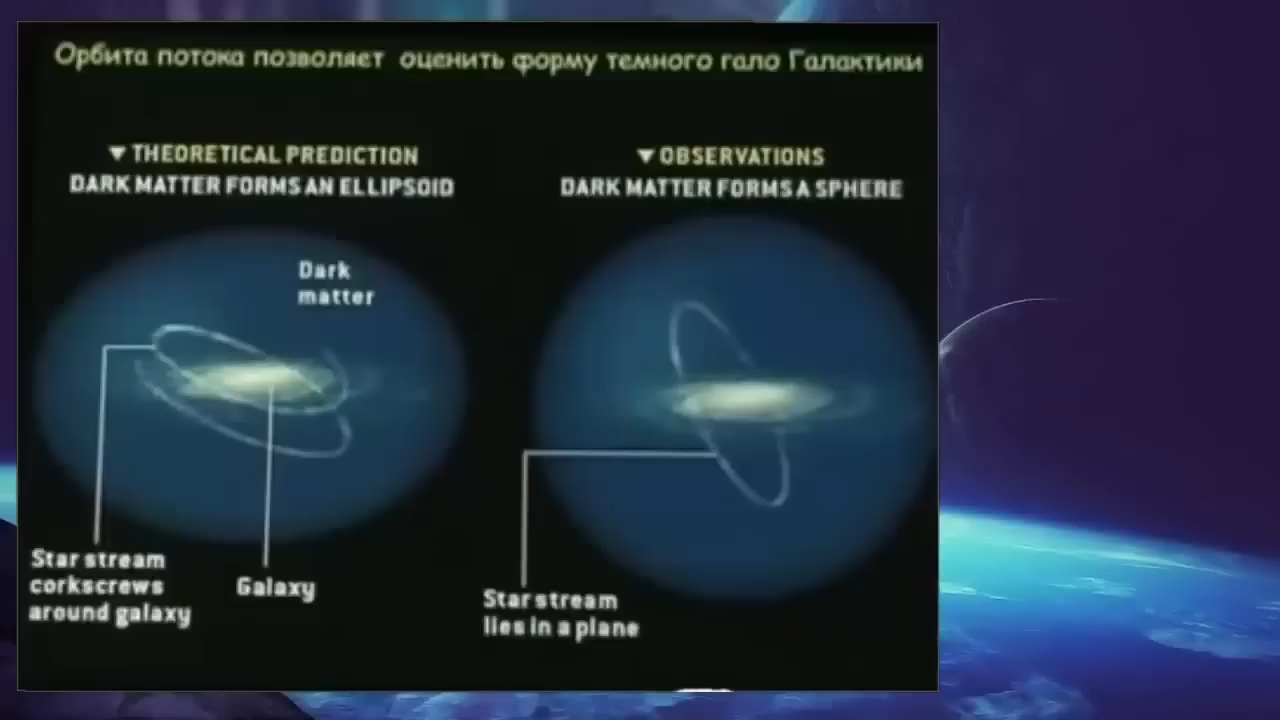 Орбита потока позволяет оценить форму темного гало Галактики
▼ THEORETICAL PREDICTION
DARK MATTER FORMS AN ELLIPSOID
▼ OBSERVATIONS
DARK MATTER FORMS A SPHERE
Dark
matter
Star stream
corkscrews
around galaxy
Galaxy
Star stream
lies in a plane